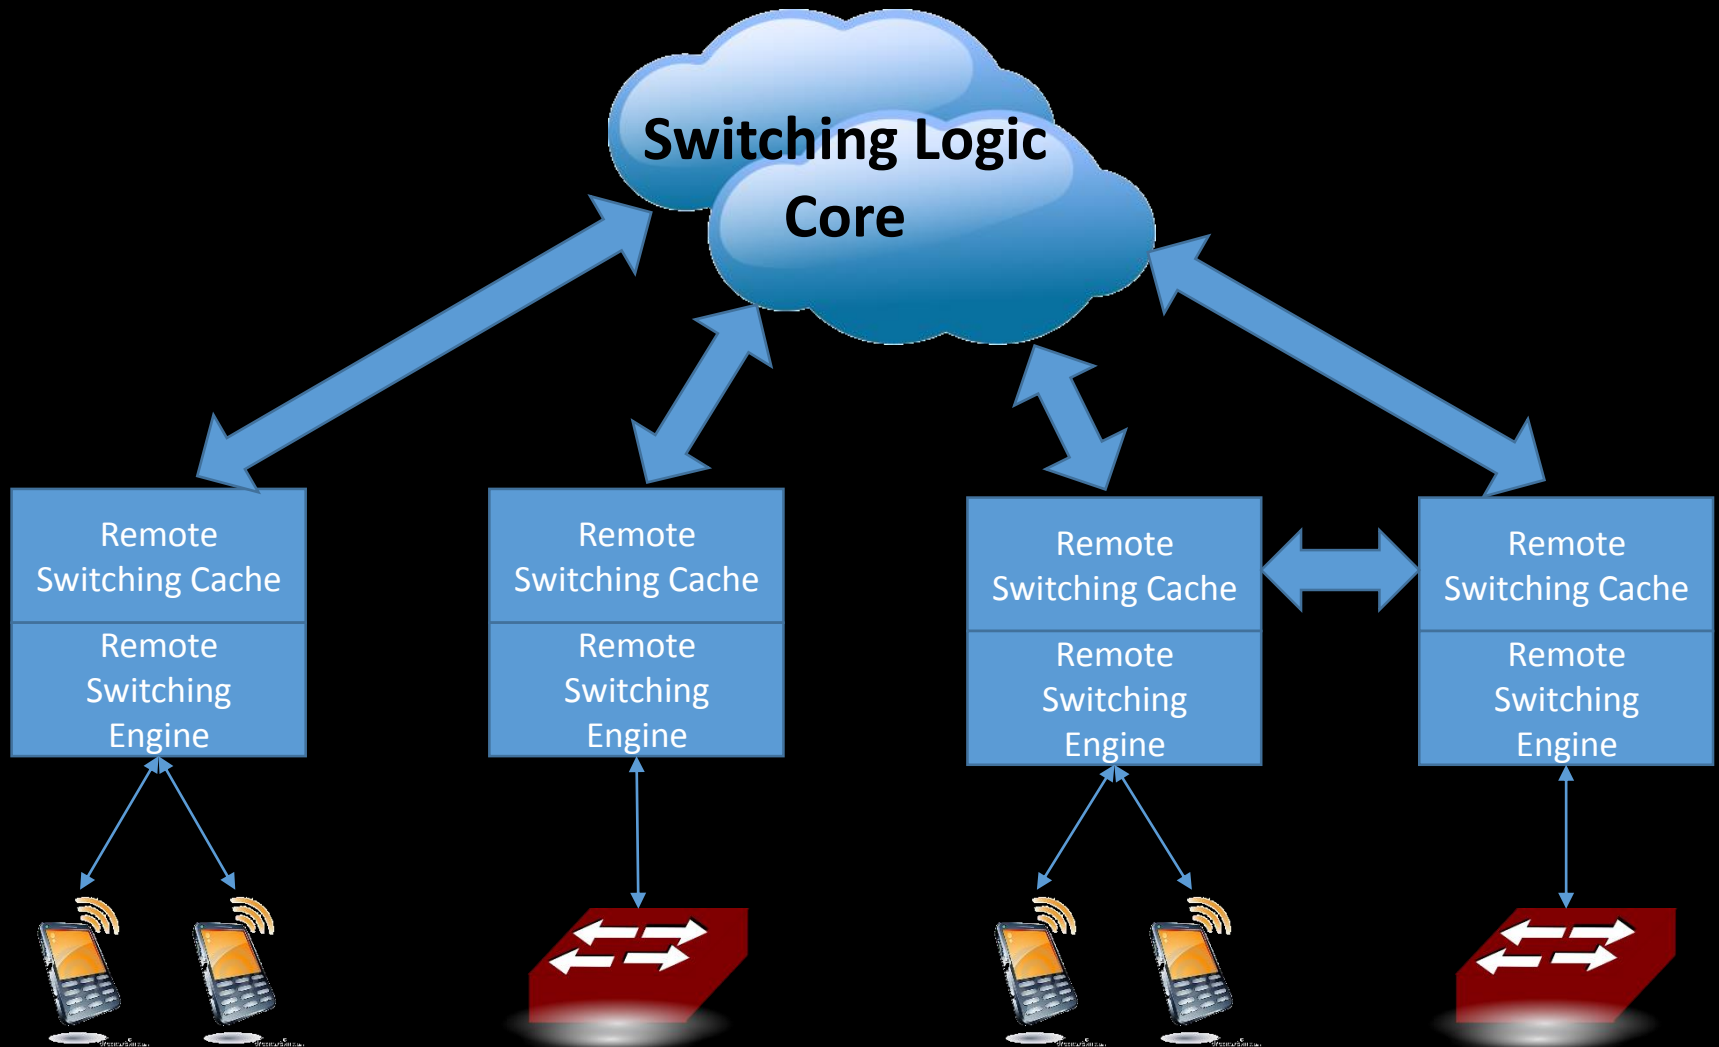 Switching Logic
Core
Remote
Switching Cache
Remote
Switching
Engine
Remote
Switching Cache
Remote
Switching
Engine
Remote
Switching Cache
Remote
Switching
Engine
Remote
Switching Cache
Remote
Switching
Engine